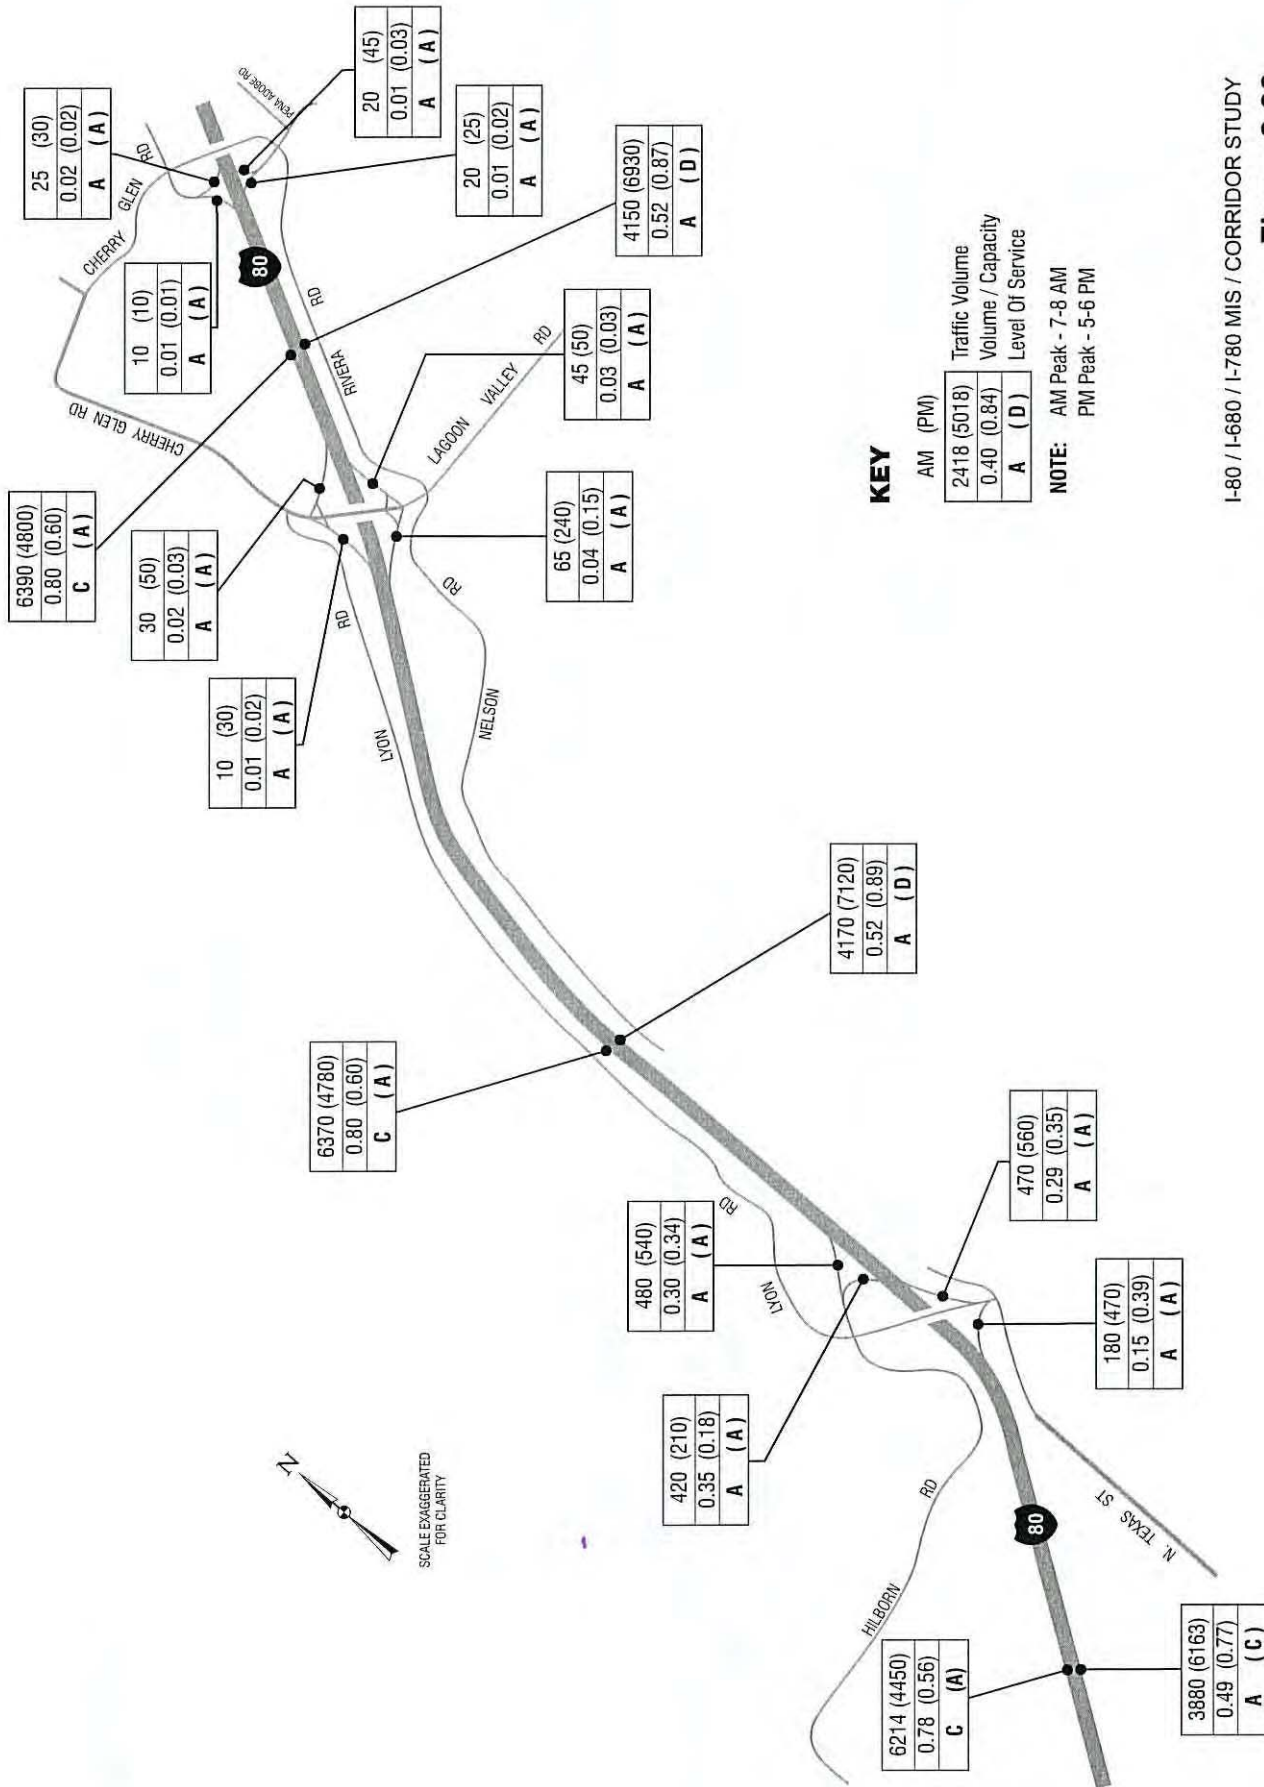 25 (30)
0.02 (0.02)
A (A)
20 (45)
0.01 (0.03)
A (A)
PENA ADOBE RD
CHERRY GLEN RD
10 (10)
0.01 (0.01)
A (A)
20 (25)
0.01 (0.02)
A (A)
80
4150 (6930)
0.52 (0.87)
A (D)
RIVERA RD
CHERRY GLEN RD
45 (50)
0.03 (0.03)
A (A)
LAGOON VALLEY RD
6390 (4800)
0.80 (0.60)
C (A)
30 (50)
0.02 (0.03)
A (A)
65 (240)
0.04 (0.15)
A (A)
10 (30)
0.01 (0.02)
A (A)
LYON RD
NELSON RD
4170 (7120)
0.52 (0.89)
A (D)
6370 (4780)
0.80 (0.60)
C (A)
470 (560)
0.29 (0.35)
A (A)
480 (540)
0.30 (0.34)
A (A)
LYON RD
180 (470)
0.15 (0.39)
A (A)
420 (210)
0.35 (0.18)
A (A)
N
SCALE EXAGGERATED
FOR CLARITY
HILBORN RD
N. TEXAS ST
80
6214 (4450)
0.78 (0.56)
C (A)
3880 (6163)
0.49 (0.77)
A (C)
KEY
AM (PM)
2418 (5018) Traffic Volume
0.40 (0.84) Volume / Capacity
A (D) Level Of Service
NOTE: AM Peak - 7-8 AM
PM Peak - 5-6 PM
I-80 / I-680 / I-780 MIS / CORRIDOR STUDY